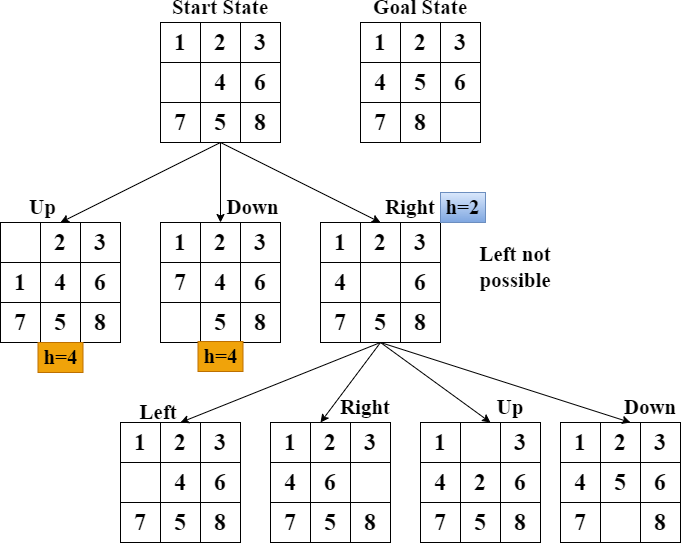 Start State
Goal State
1 2 3
4 6
7 5 8
1 2 3
4 5 6
7 8
Up
Down
Right
h=2
2 3
1 4 6
7 5 8
h=4
1 2 3
7 4 6
5 8
h=4
1 2 3
4 6
7 5 8
Left not
possible
Left
Right
Up
Down
1 2 3
4 6
7 5 8
1 2 3
4 6
7 5 8
1 3
4 2 6
7 5 8
1 2 3
4 5 6
7 8